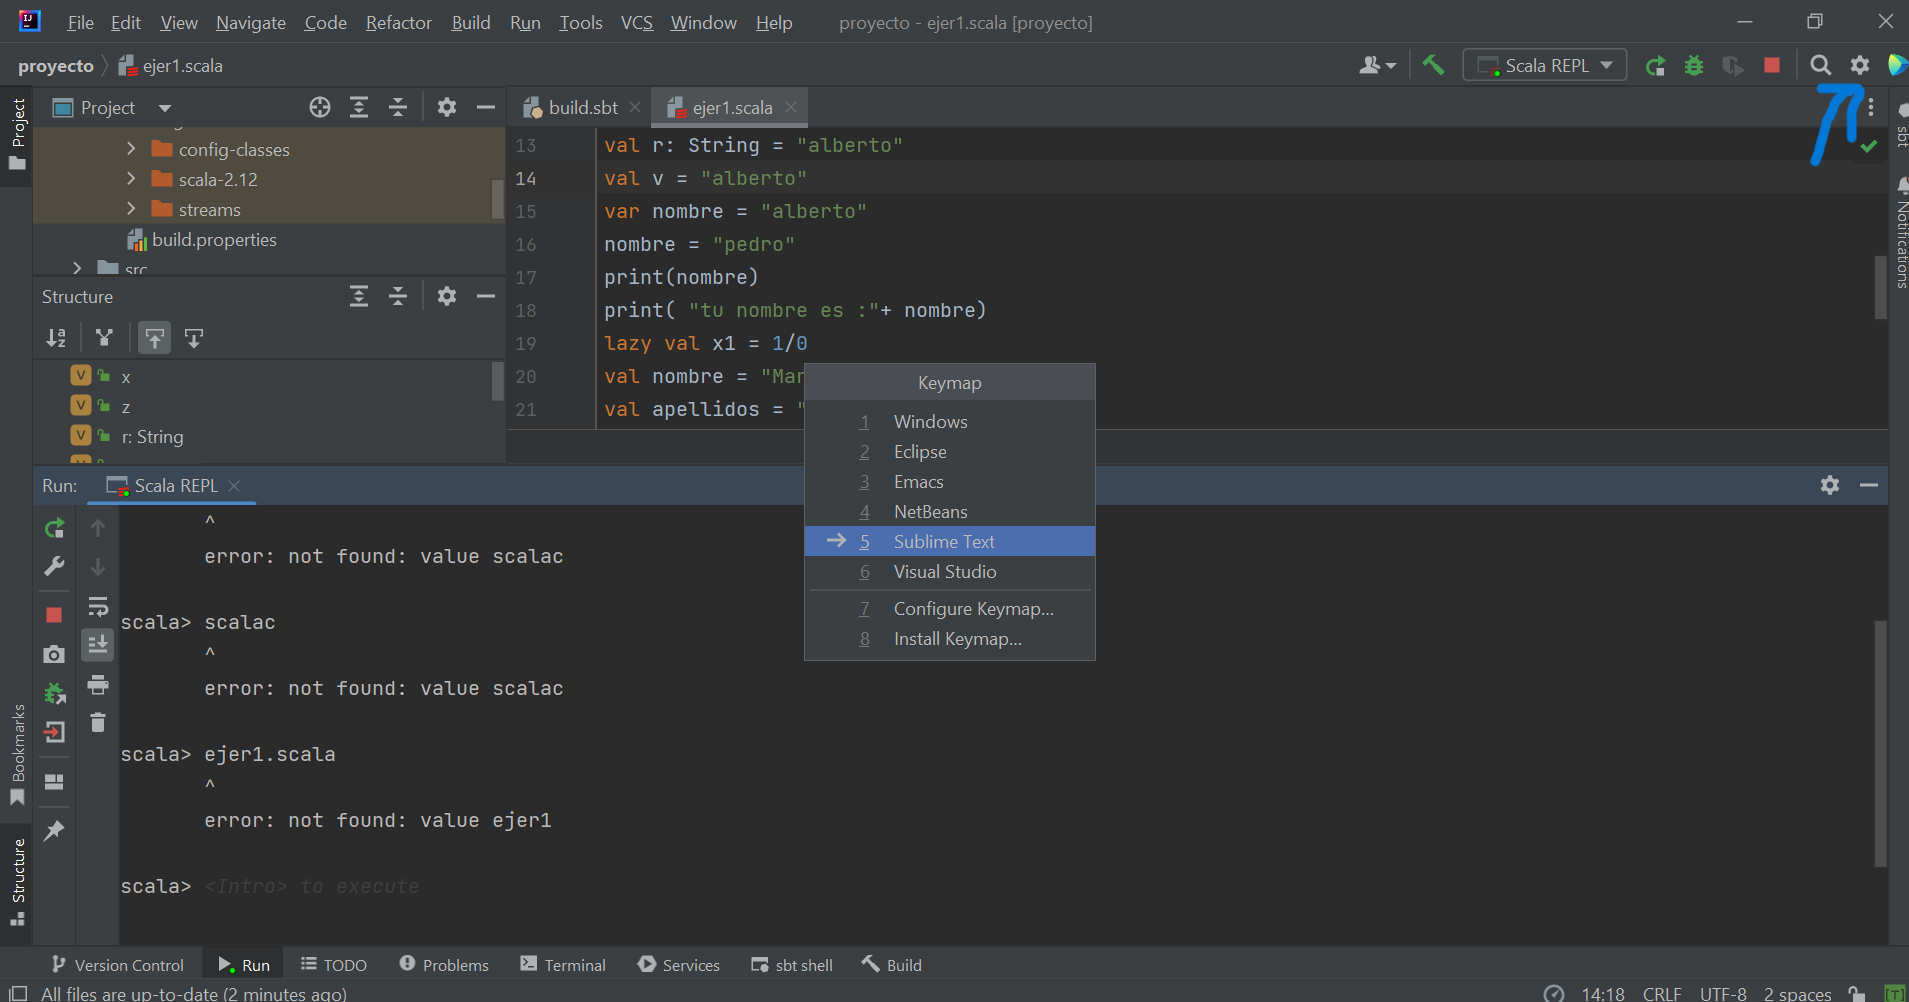 File Edit View Navigate Code Refactor Build Run Tools VCS Window Help proyecto - ejer1.scala [proyecto]
proyecto ejer1.scala Scala REPL
Project build.sbt ejer1.scala
config-classes
scala-2.12
streams
build.properties
src
Structure
x
z
r: String
13 val r: String = "alberto"
14 val v = "alberto"
15 var nombre = "alberto"
16 nombre = "pedro"
17 print(nombre)
18 print( "tu nombre es :"+ nombre)
19 lazy val x1 = 1/0
20 val nombre = "Mar
21 val apellidos = "
Keymap
1 Windows
2 Eclipse
3 Emacs
4 NetBeans
5 Sublime Text
6 Visual Studio
7 Configure Keymap...
8 Install Keymap...
Run: Scala REPL
^
error: not found: value scalac
scala> scalac
^
error: not found: value scalac
scala> ejer1.scala
^
error: not found: value ejer1
scala> <Intro> to execute
Project
Bookmarks
Structure
sbt
Notifications
Version Control Run TODO Problems Terminal Services sbt shell Build
All files are up-to-date (2 minutes ago) 14:18 CRLF UTF-8 2 spaces [T]